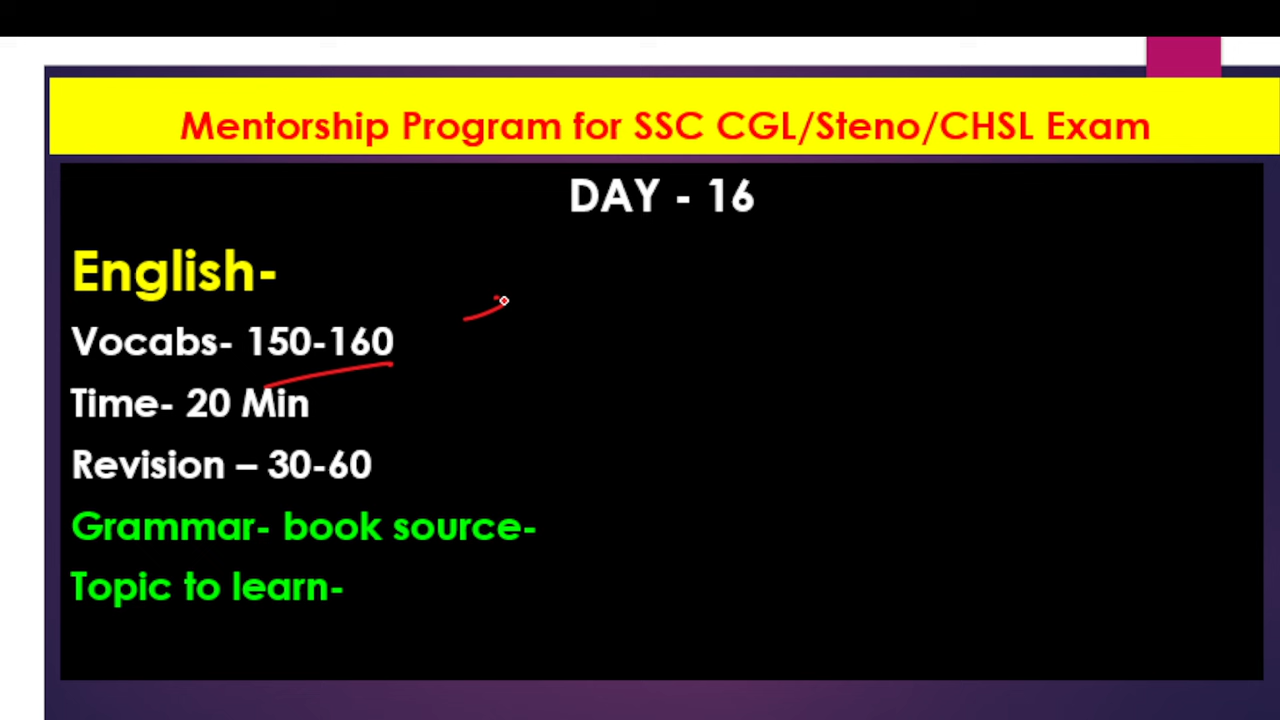 Mentorship Program for SSC CGL/Steno/CHSL Exam
DAY - 16
English-
Vocabs- 150-160
Time- 20 Min
Revision – 30-60
Grammar- book source-
Topic to learn-